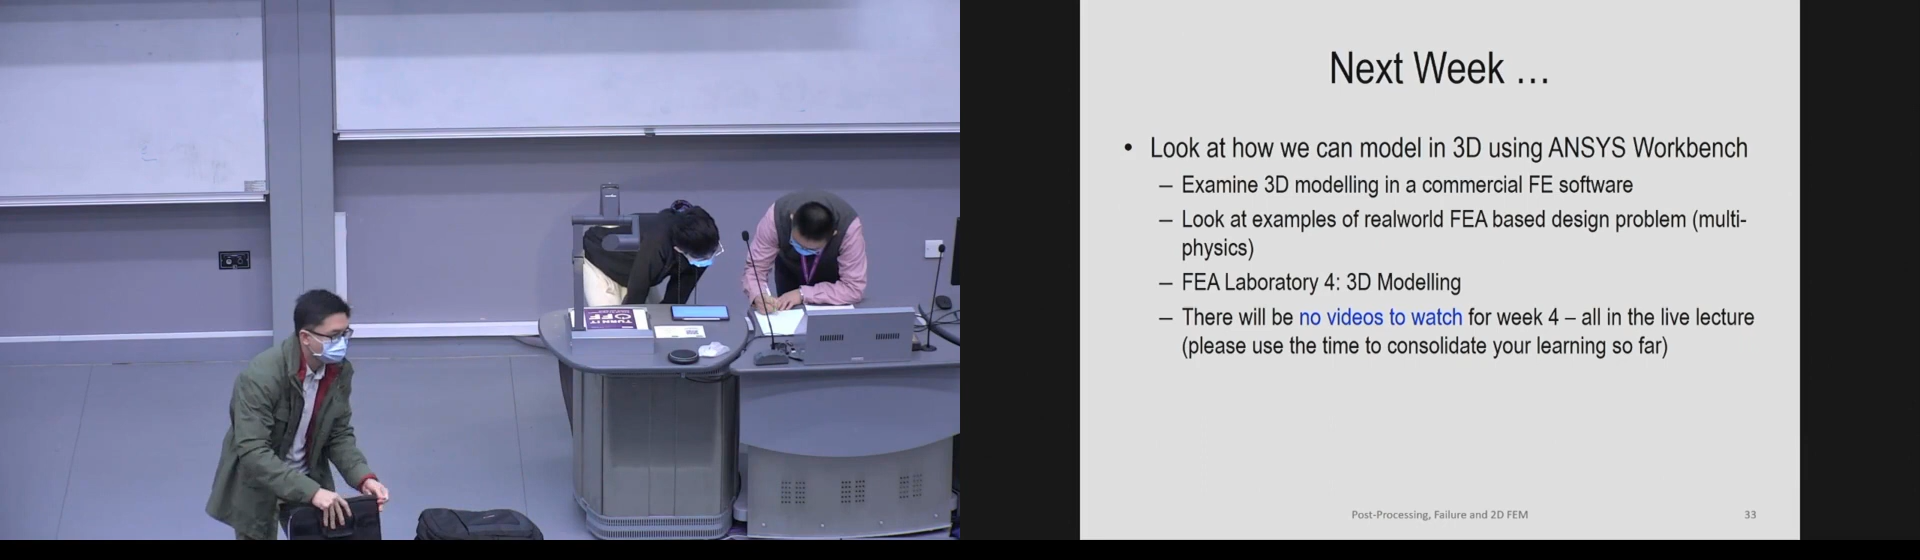 TURN IT
OFF
Next Week …
• Look at how we can model in 3D using ANSYS Workbench
– Examine 3D modelling in a commercial FE software
– Look at examples of realworld FEA based design problem (multi-
physics)
– FEA Laboratory 4: 3D Modelling
– There will be no videos to watch for week 4 – all in the live lecture
(please use the time to consolidate your learning so far)
Post-Processing, Failure and 2D FEM
33